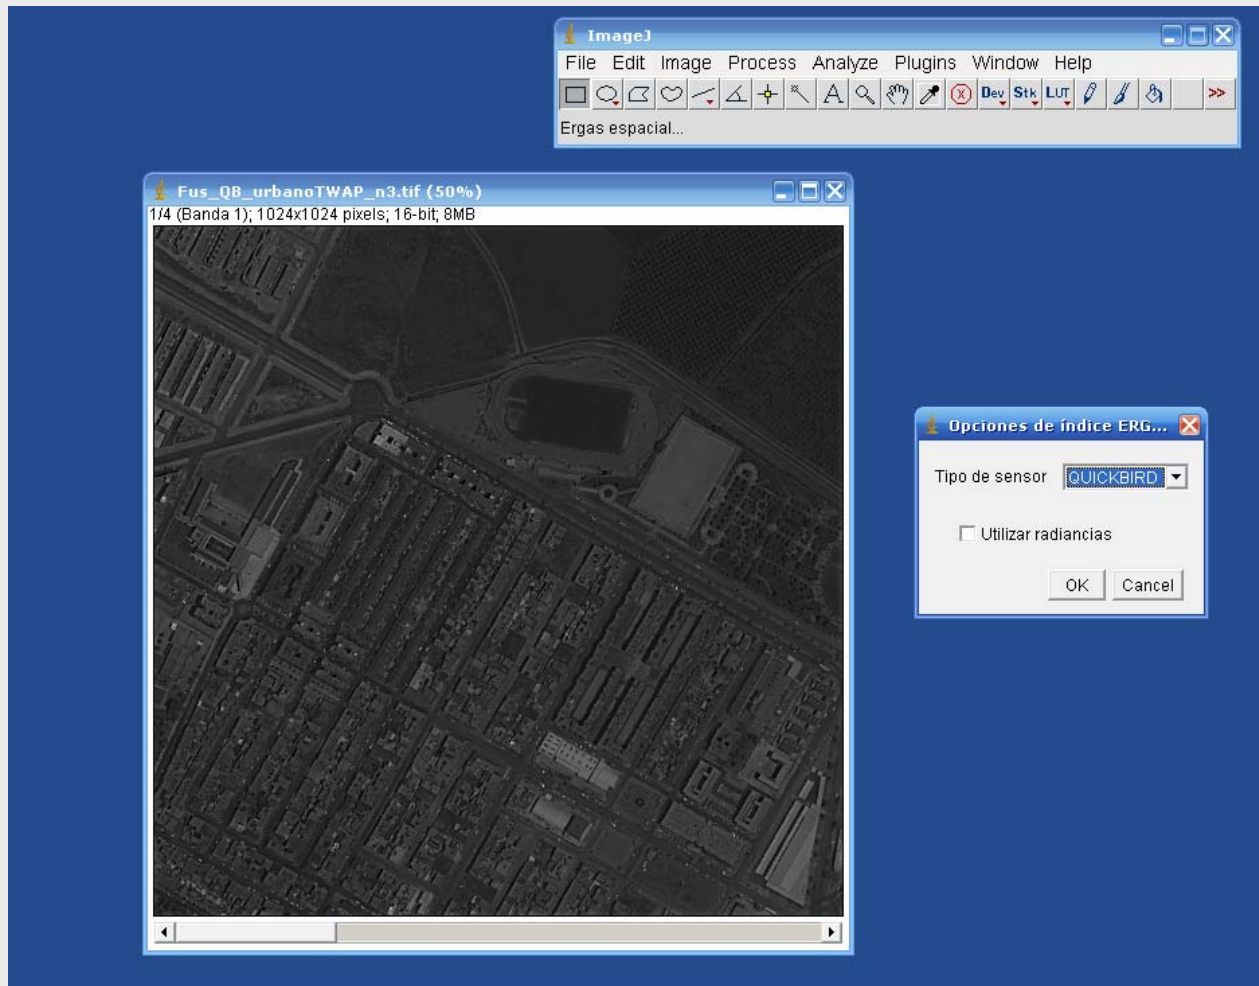 ImageJ
File Edit Image Process Analyze Plugins Window Help
A Dev Stk LUT >>
Ergas espacial...
Fus_QB_urbanoTWAP_n3.tif (50%)
1/4 (Banda 1); 1024x1024 pixels; 16-bit; 8MB
Opciones de índice ERG...
Tipo de sensor QUICKBIRD
Utilizar radiancias
OK Cancel